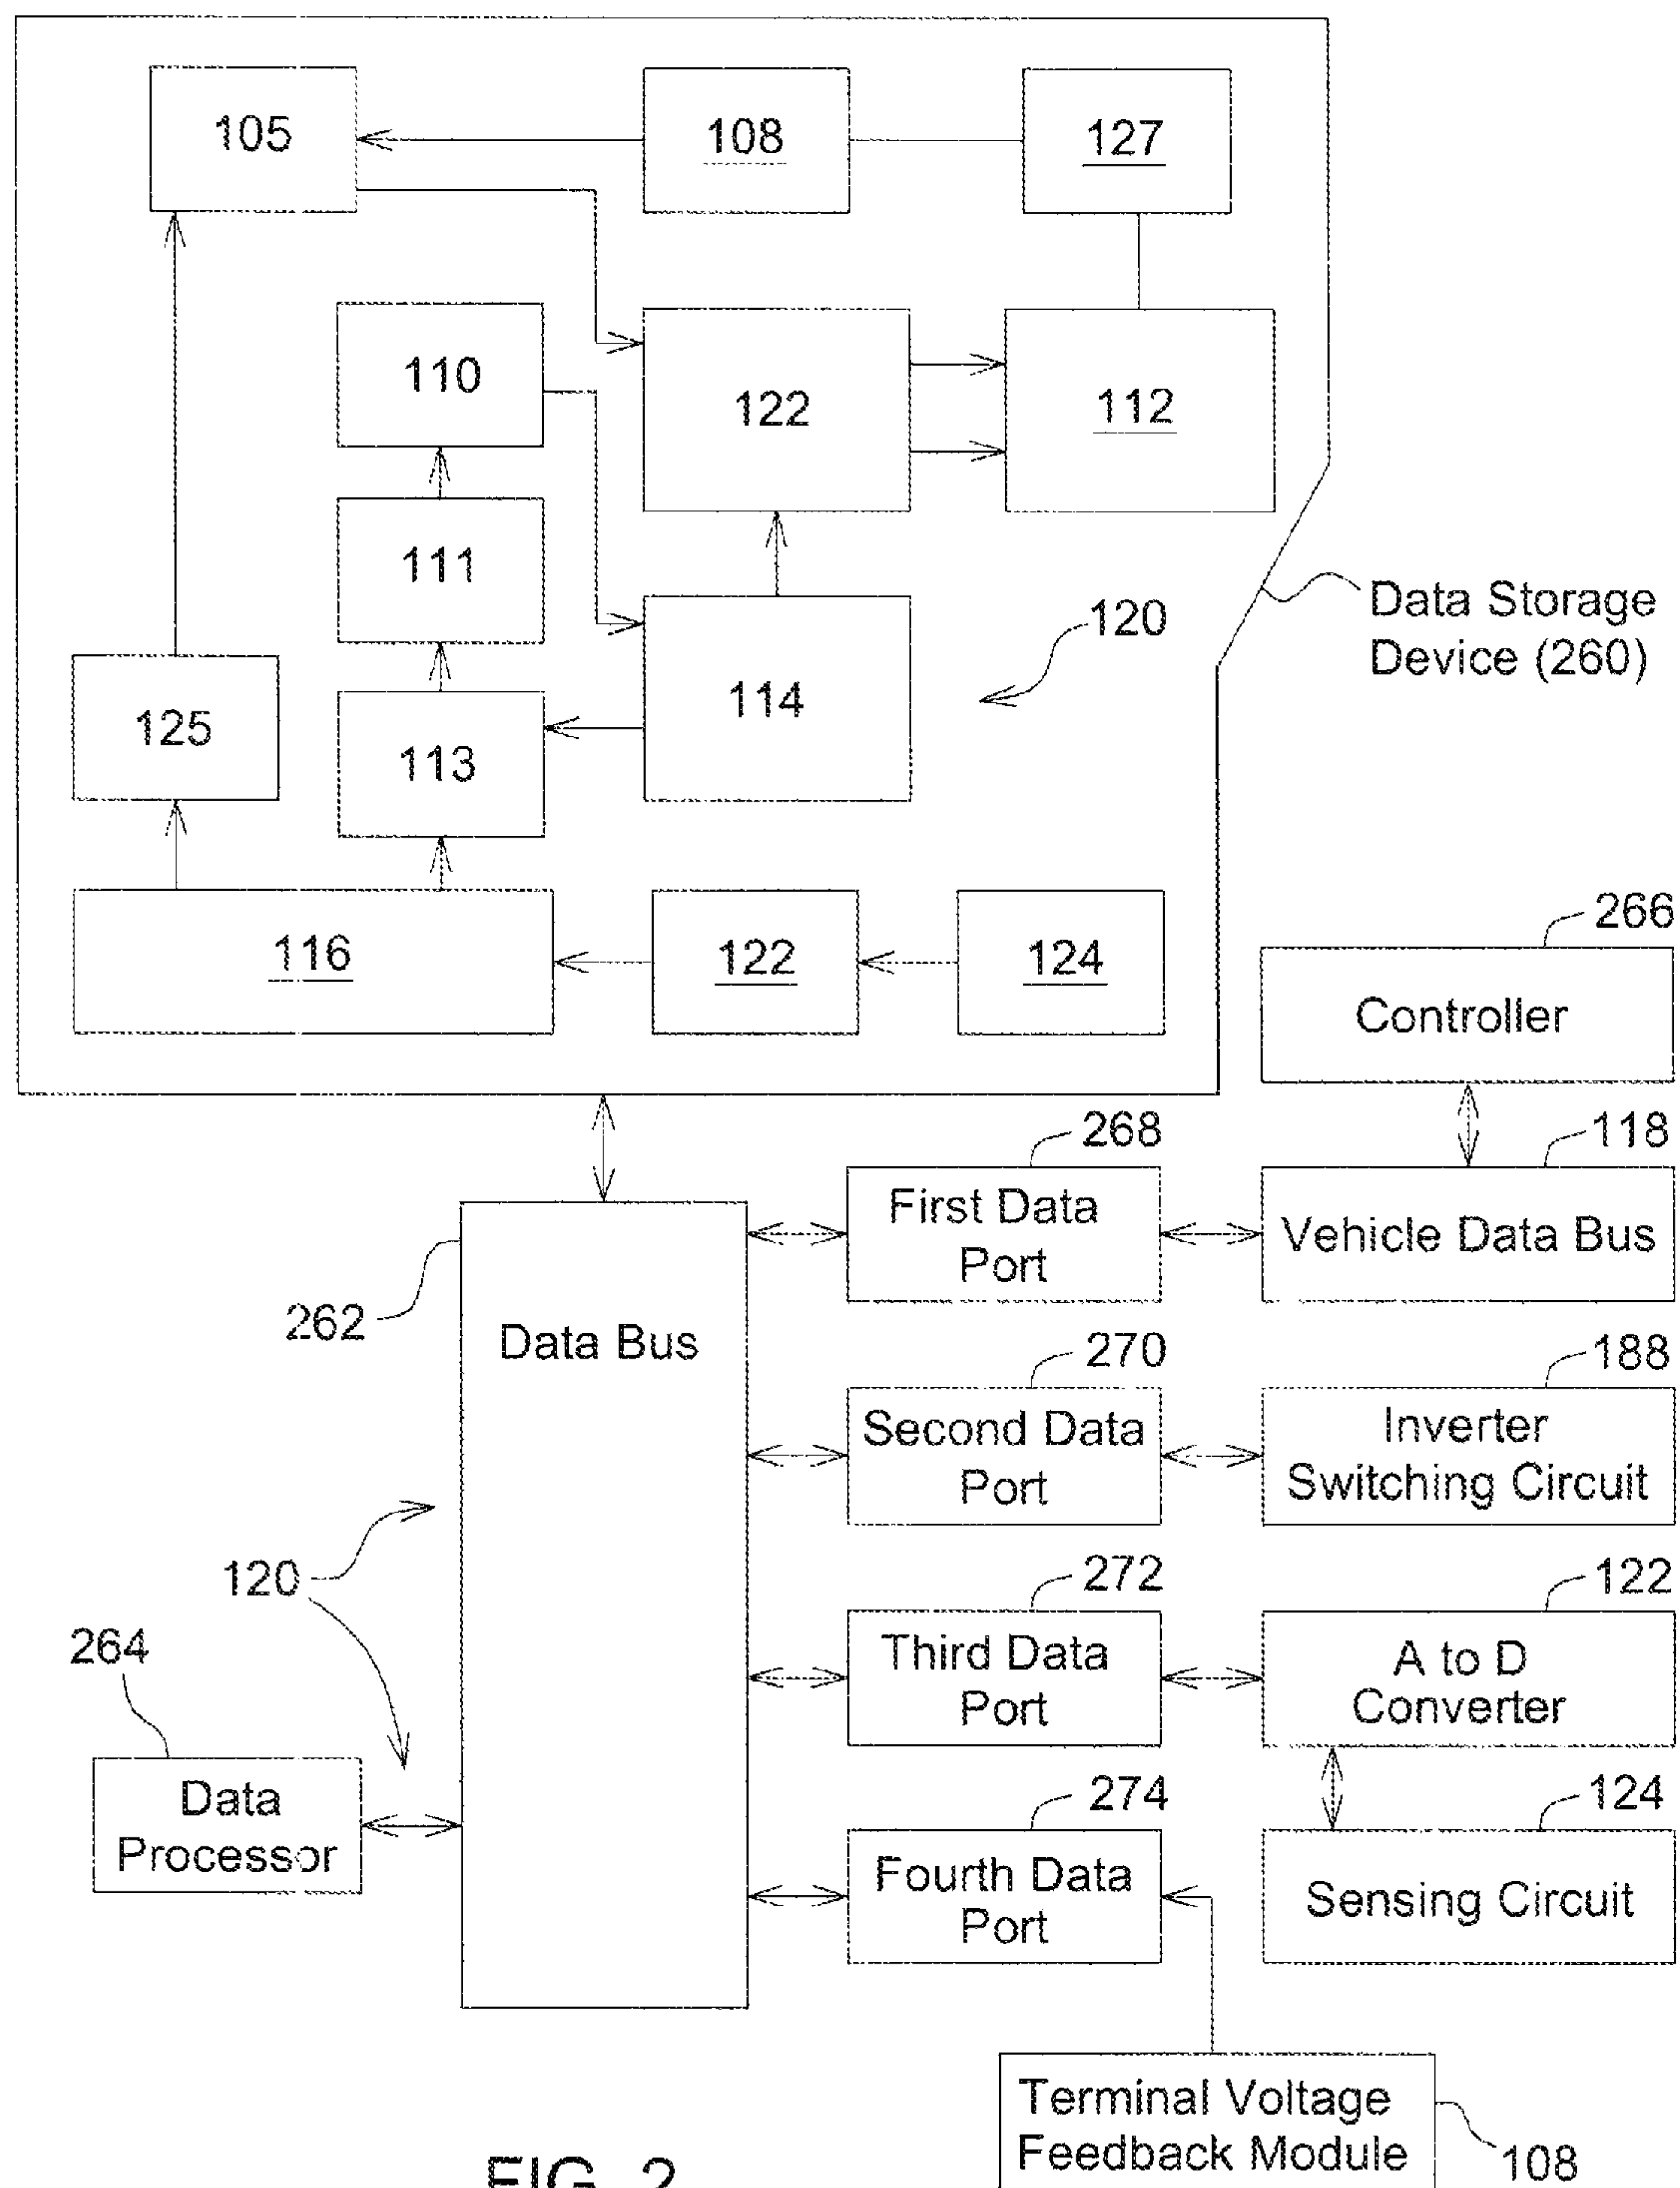 105
108
127
110
122
112
111
120
Data Storage
Device (260)
125
113
114
116
122
124
266
Controller
268
118
First Data
Port
Vehicle Data Bus
262
Data Bus
270
188
Second Data
Port
Inverter
Switching Circuit
120
272
122
Third Data
Port
A to D
Converter
264
Data
Processor
274
124
Fourth Data
Port
Sensing Circuit
Terminal Voltage
Feedback Module
108
FIG. 2